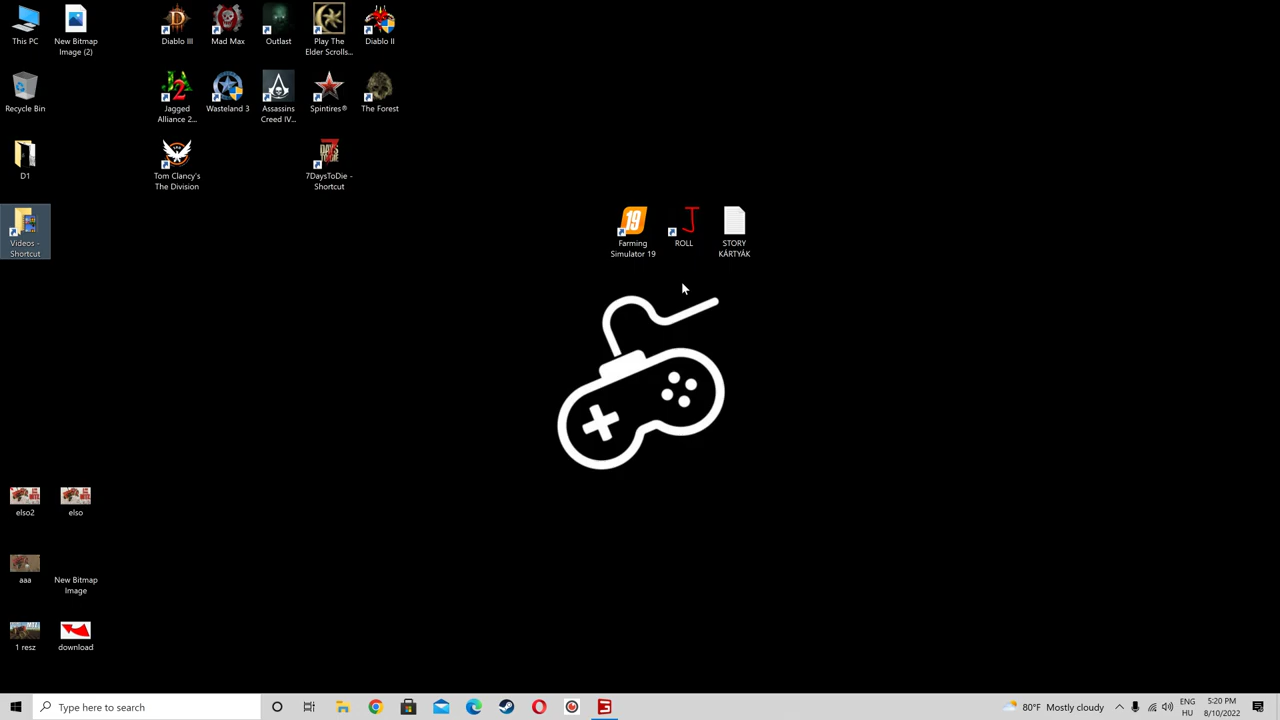 This PC
New Bitmap
Image (2)
Diablo III
Mad Max
Outlast
Play The
Elder Scrolls...
Diablo II
Recycle Bin
Jagged
Alliance 2...
Wasteland 3
Assassins
Creed IV...
Spintires®
The Forest
D1
Tom Clancy's
The Division
7DaysToDie -
Shortcut
Videos -
Shortcut
Farming
Simulator 19
ROLL
STORY
KÁRTYÁK
elso2
elso
aaa
New Bitmap
Image
1 resz
download
Type here to search
80°F Mostly cloudy
ENG
HU
5:20 PM
8/10/2022